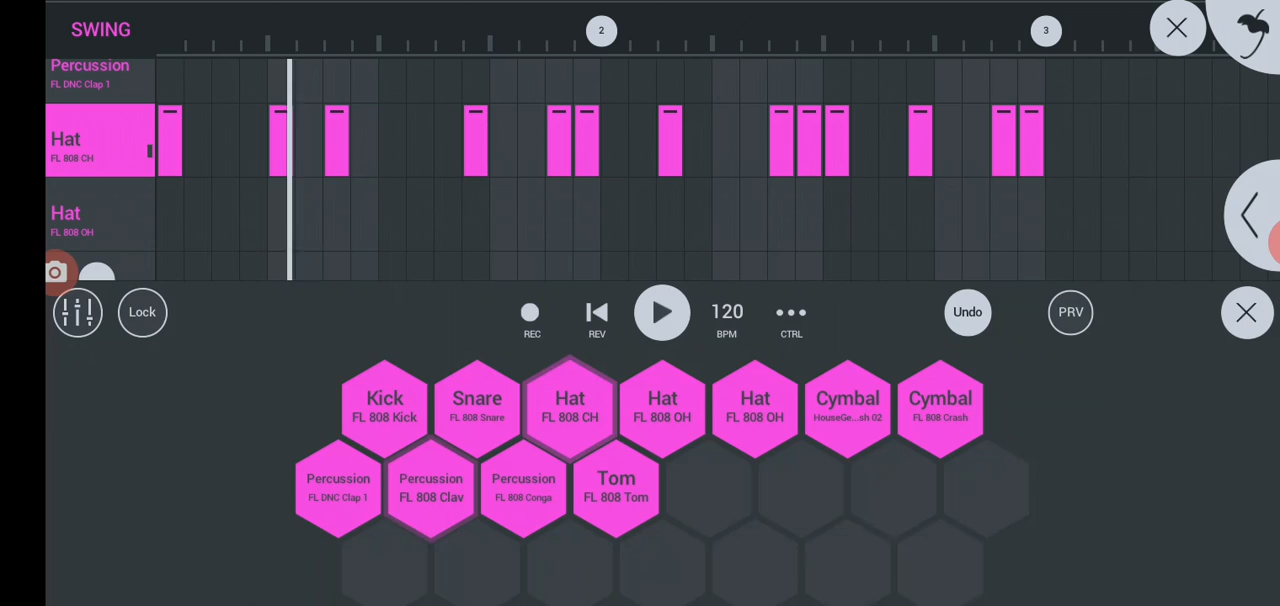 SWING
2
3
Percussion
FL DNC Clap 1
Hat
FL 808 CH
Hat
FL 808 OH
Lock
REC
REV
120
BPM
CTRL
Undo
PRV
Kick
FL 808 Kick
Snare
FL 808 Snare
Hat
FL 808 CH
Hat
FL 808 OH
Hat
FL 808 OH
Cymbal
HouseGe...sh 02
Cymbal
FL 808 Crash
Percussion
FL DNC Clap 1
Percussion
FL 808 Clav
Percussion
FL 808 Conga
Tom
FL 808 Tom